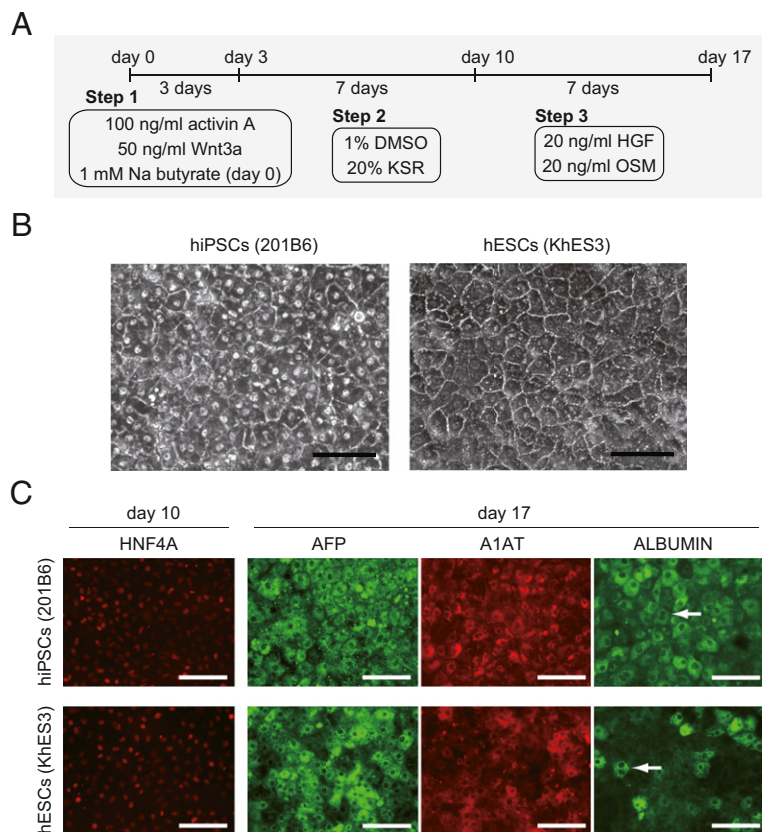 A
day 0
day 3
day 10
day 17
3 days
7 days
7 days
Step 1
100 ng/ml activin A
50 ng/ml Wnt3a
1 mM Na butyrate (day 0)
Step 2
1% DMSO
20% KSR
Step 3
20 ng/ml HGF
20 ng/ml OSM
B
hiPSCs (201B6)
hESCs (KhES3)
C
day 10
day 17
HNF4A
AFP
A1AT
ALBUMIN
hiPSCs (201B6)
hESCs (KhES3)